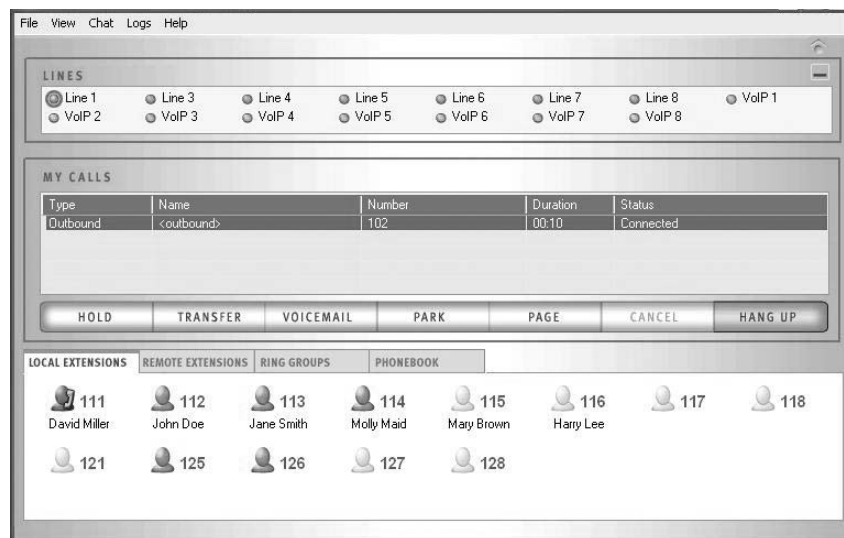 File View Chat Logs Help
LINES
Line 1 Line 3 Line 4 Line 5 Line 6 Line 7 Line 8 VoIP 1
VoIP 2 VoIP 3 VoIP 4 VoIP 5 VoIP 6 VoIP 7 VoIP 8
MY CALLS
Type Name Number Duration Status
Outbound <outbound> 102 00:10 Connected
HOLD TRANSFER VOICEMAIL PARK PAGE CANCEL HANG UP
LOCAL EXTENSIONS REMOTE EXTENSIONS RING GROUPS PHONEBOOK
111 112 113 114 115 116 117 118
David Miller John Doe Jane Smith Molly Maid Mary Brown Harry Lee
121 125 126 127 128